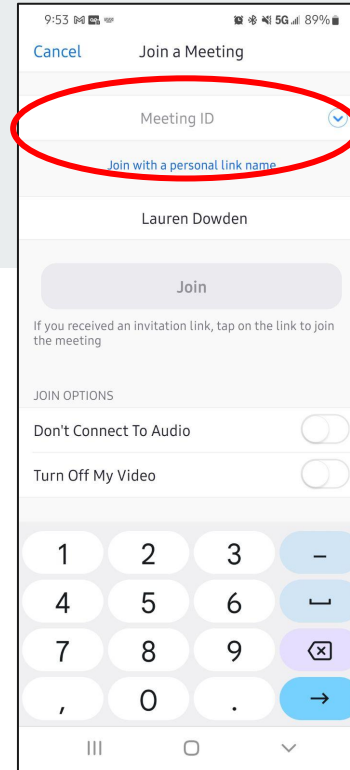 9:53 5G 89%
Cancel Join a Meeting
Meeting ID
Join with a personal link name
Lauren Dowden
Join
If you received an invitation link, tap on the link to join
the meeting
JOIN OPTIONS
Don't Connect To Audio
Turn Off My Video
1 2 3 –
4 5 6
7 8 9
, 0 .